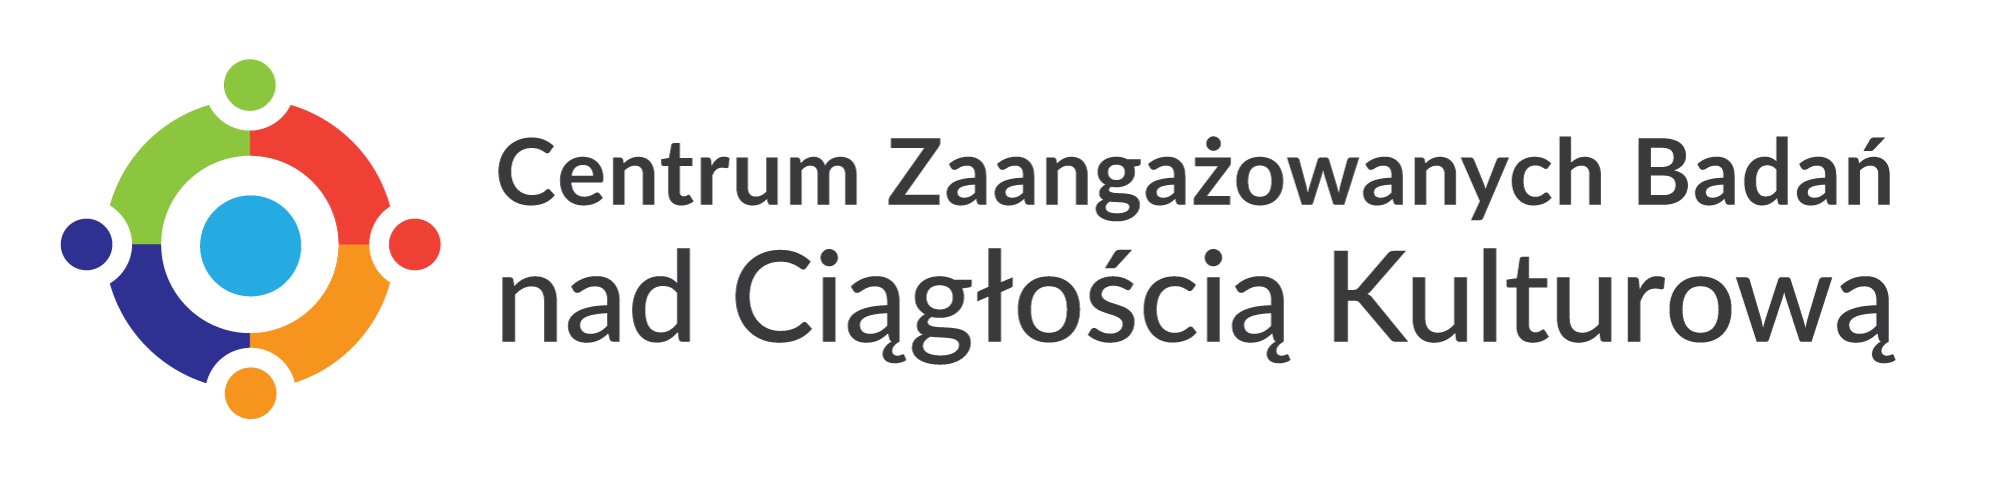 Centrum Zaangażowanych Badań
nad Ciągłością Kulturową